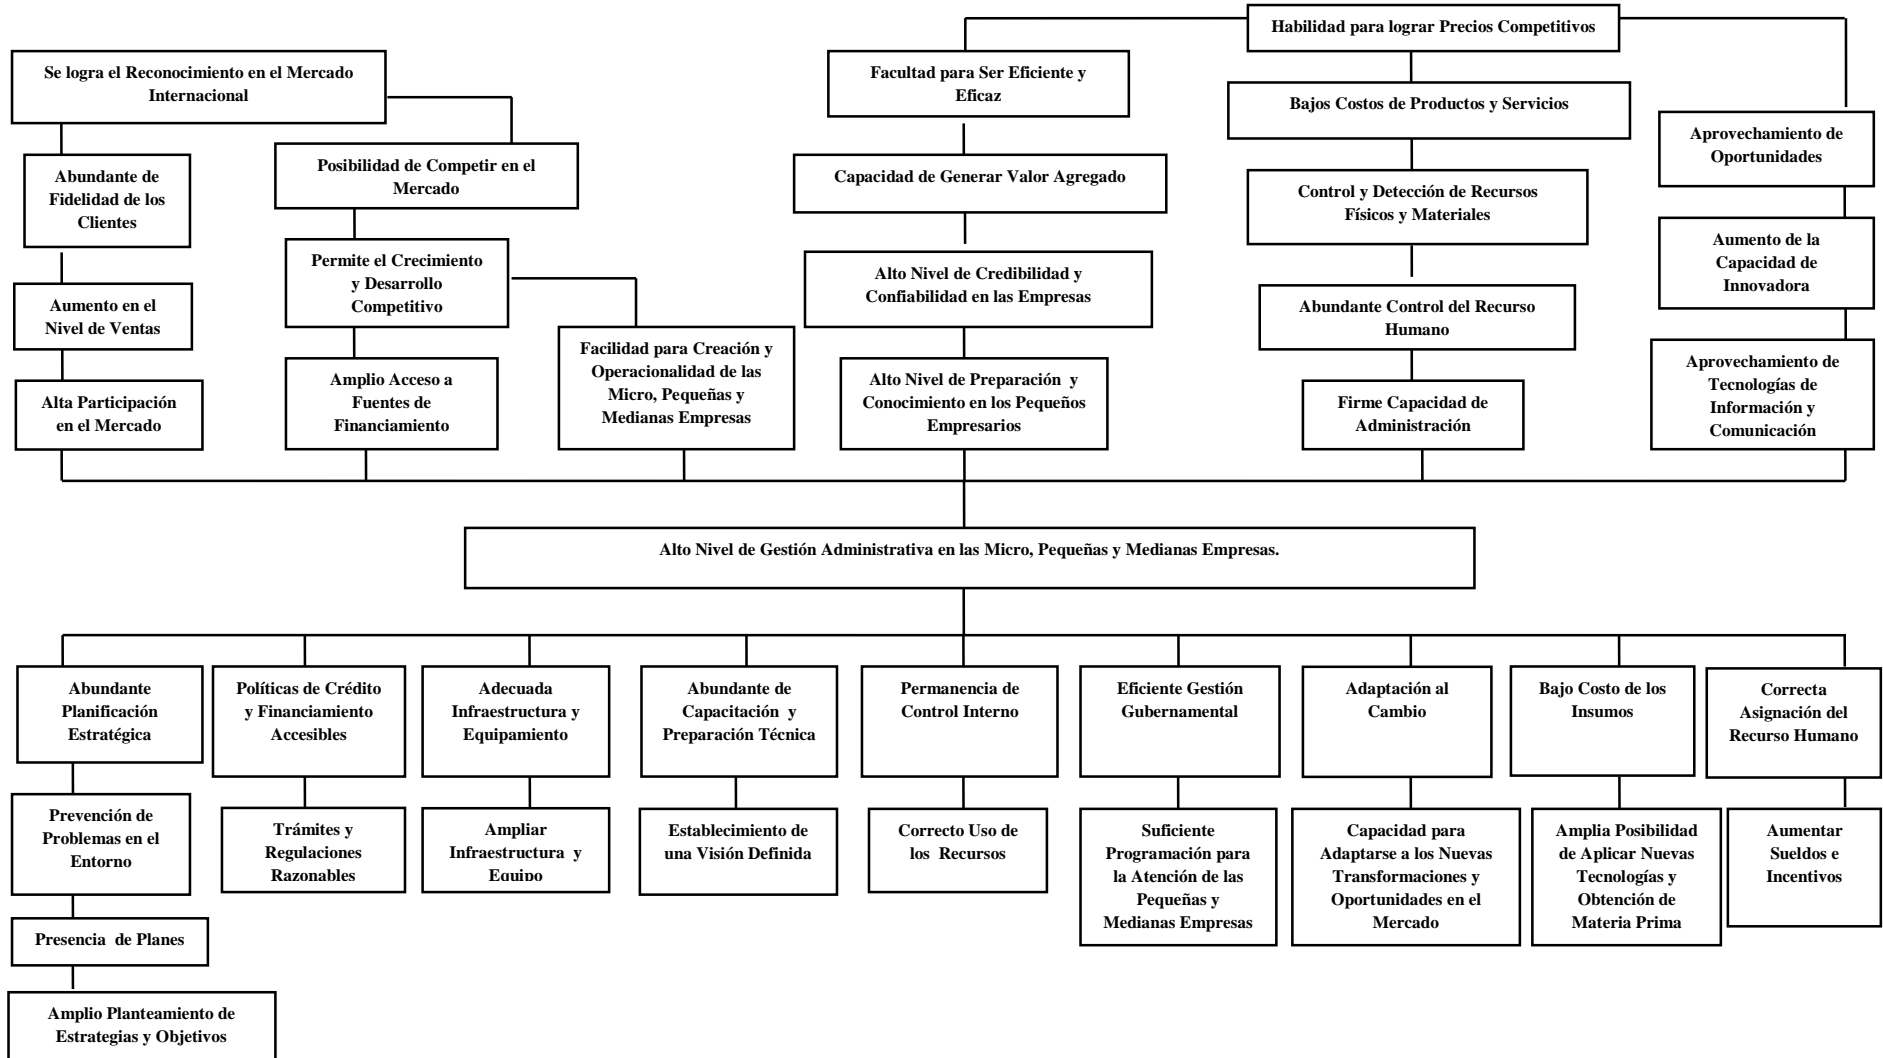 Habilidad para lograr Precios Competitivos
Se logra el Reconocimiento en el Mercado
Internacional
Facultad para Ser Eficiente y
Eficaz
Bajos Costos de Productos y Servicios
Aprovechamiento de
Oportunidades
Abundante de
Fidelidad de los
Clientes
Posibilidad de Competir en el
Mercado
Capacidad de Generar Valor Agregado
Control y Detección de Recursos
Físicos y Materiales
Aumento de la
Capacidad de
Innovadora
Permite el Crecimiento
y Desarrollo
Competitivo
Alto Nivel de Credibilidad y
Confiabilidad en las Empresas
Aumento en el
Nivel de Ventas
Abundante Control del Recurso
Humano
Facilidad para Creación y
Operacionalidad de las
Micro, Pequeñas y
Medianas Empresas
Aprovechamiento de
Tecnologías de
Información y
Comunicación
Alta Participación
en el Mercado
Amplio Acceso a
Fuentes de
Financiamiento
Alto Nivel de Preparación y
Conocimiento en los Pequeños
Empresarios
Firme Capacidad de
Administración
Alto Nivel de Gestión Administrativa en las Micro, Pequeñas y Medianas Empresas.
Abundante
Planificación
Estratégica
Políticas de Crédito
y Financiamiento
Accesibles
Adecuada
Infraestructura y
Equipamiento
Abundante de
Capacitación y
Preparación Técnica
Permanencia de
Control Interno
Eficiente Gestión
Gubernamental
Adaptación al
Cambio
Bajo Costo de los
Insumos
Correcta
Asignación del
Recurso Humano
Prevención de
Problemas en el
Entorno
Trámites y
Regulaciones
Razonables
Ampliar
Infraestructura y
Equipo
Establecimiento de
una Visión Definida
Correcto Uso de
los Recursos
Suficiente
Programación para
la Atención de las
Pequeñas y
Medianas Empresas
Capacidad para
Adaptarse a los Nuevas
Transformaciones y
Oportunidades en el
Mercado
Amplia Posibilidad
de Aplicar Nuevas
Tecnologías y
Obtención de
Materia Prima
Aumentar
Sueldos e
Incentivos
Presencia de Planes
Amplio Planteamiento de
Estrategias y Objetivos